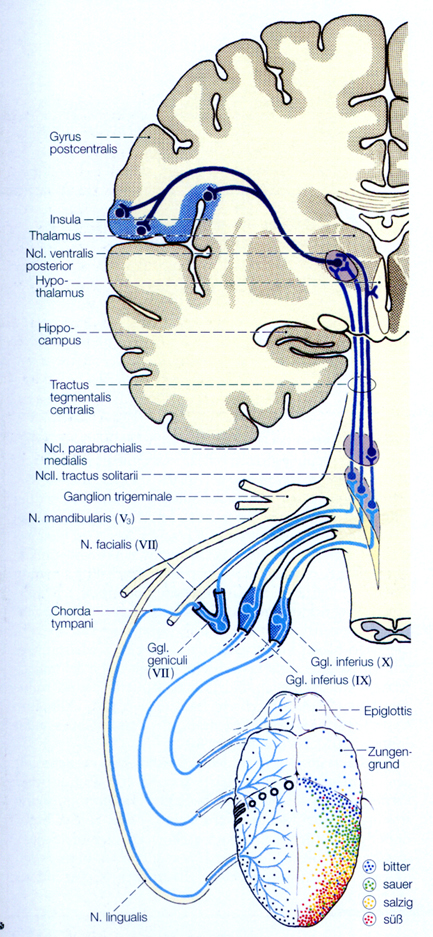 Gyrus
postcentralis
Insula
Thalamus
Ncl. ventralis
posterior
Hypo-
thalamus
Hippo-
campus
Tractus
tegmentalis
centralis
Ncl. parabrachialis
medialis
Ncll. tractus solitarii
Ganglion trigeminale
N. mandibularis (V₃)
N. facialis (VII)
Chorda
tympani
Ggl.
geniculi
(VII)
Ggl. inferius (X)
Ggl. inferius (IX)
Epiglottis
Zungen-
grund
bitter
sauer
salzig
süß
N. lingualis